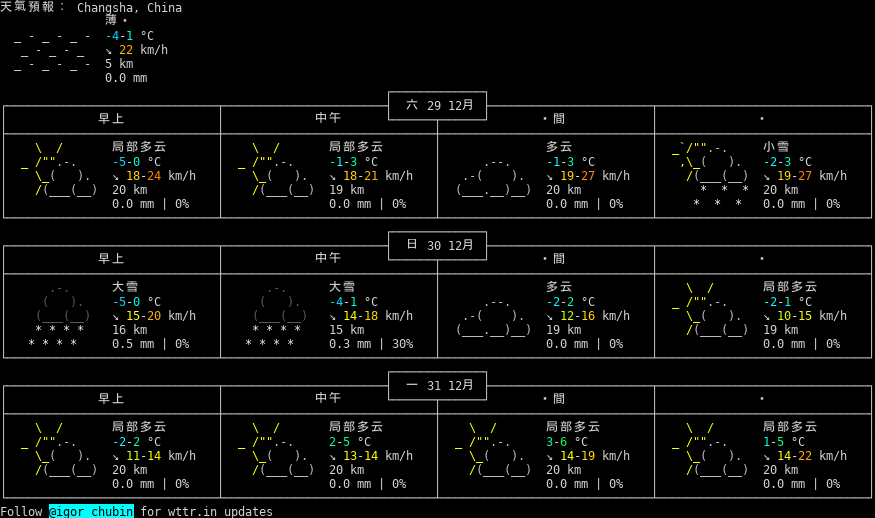 天氣預報： Changsha, China
薄
-4-1 °C
↘ 22 km/h
5 km
0.0 mm
六 29 12月
早上 中午 間
局部多云 局部多云 多云 小雪
-5-0 °C -1-3 °C -1-3 °C -2-3 °C
↘ 18-24 km/h ↘ 18-21 km/h ↘ 19-27 km/h ↘ 19-27 km/h
20 km 19 km 20 km 20 km
0.0 mm | 0% 0.0 mm | 0% 0.0 mm | 0% 0.0 mm | 0%
日 30 12月
早上 中午 間
大雪 大雪 多云 局部多云
-5-0 °C -4-1 °C -2-2 °C -2-1 °C
↘ 15-20 km/h ↘ 14-18 km/h ↘ 12-16 km/h ↘ 10-15 km/h
16 km 15 km 19 km 19 km
0.5 mm | 0% 0.3 mm | 30% 0.0 mm | 0% 0.0 mm | 0%
一 31 12月
早上 中午 間
局部多云 局部多云 局部多云 局部多云
-2-2 °C 2-5 °C 3-6 °C 1-5 °C
↘ 11-14 km/h ↘ 13-14 km/h ↘ 14-19 km/h ↘ 14-22 km/h
20 km 20 km 20 km 20 km
0.0 mm | 0% 0.0 mm | 0% 0.0 mm | 0% 0.0 mm | 0%
Follow @igor_chubin for wttr.in updates